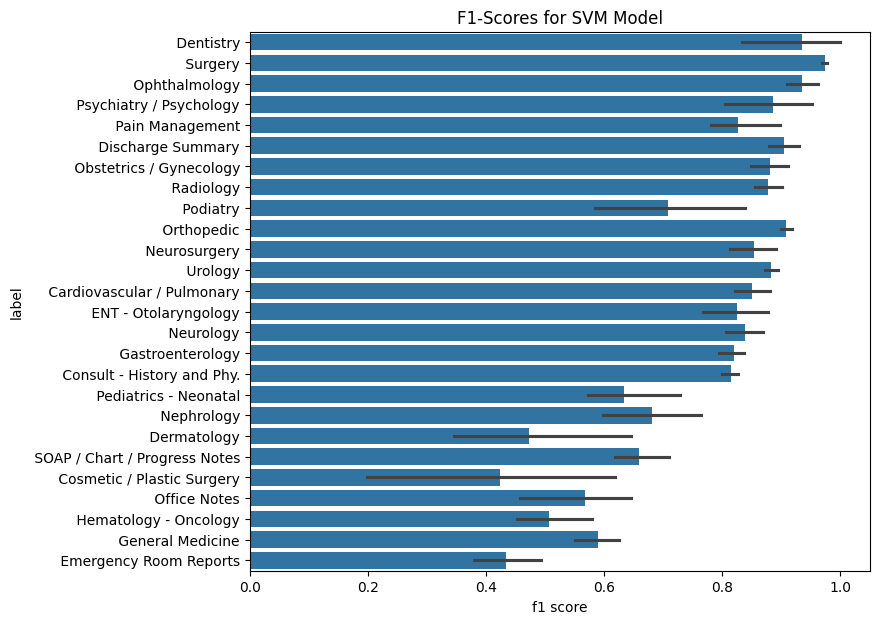 F1-Scores for SVM Model
Dentistry
Surgery
Ophthalmology
Psychiatry / Psychology
Pain Management
Discharge Summary
Obstetrics / Gynecology
Radiology
Podiatry
Orthopedic
Neurosurgery
Urology
Cardiovascular / Pulmonary
ENT - Otolaryngology
Neurology
Gastroenterology
Consult - History and Phy.
Pediatrics - Neonatal
Nephrology
Dermatology
SOAP / Chart / Progress Notes
Cosmetic / Plastic Surgery
Office Notes
Hematology - Oncology
General Medicine
Emergency Room Reports
label
0.0 0.2 0.4 0.6 0.8 1.0
f1 score